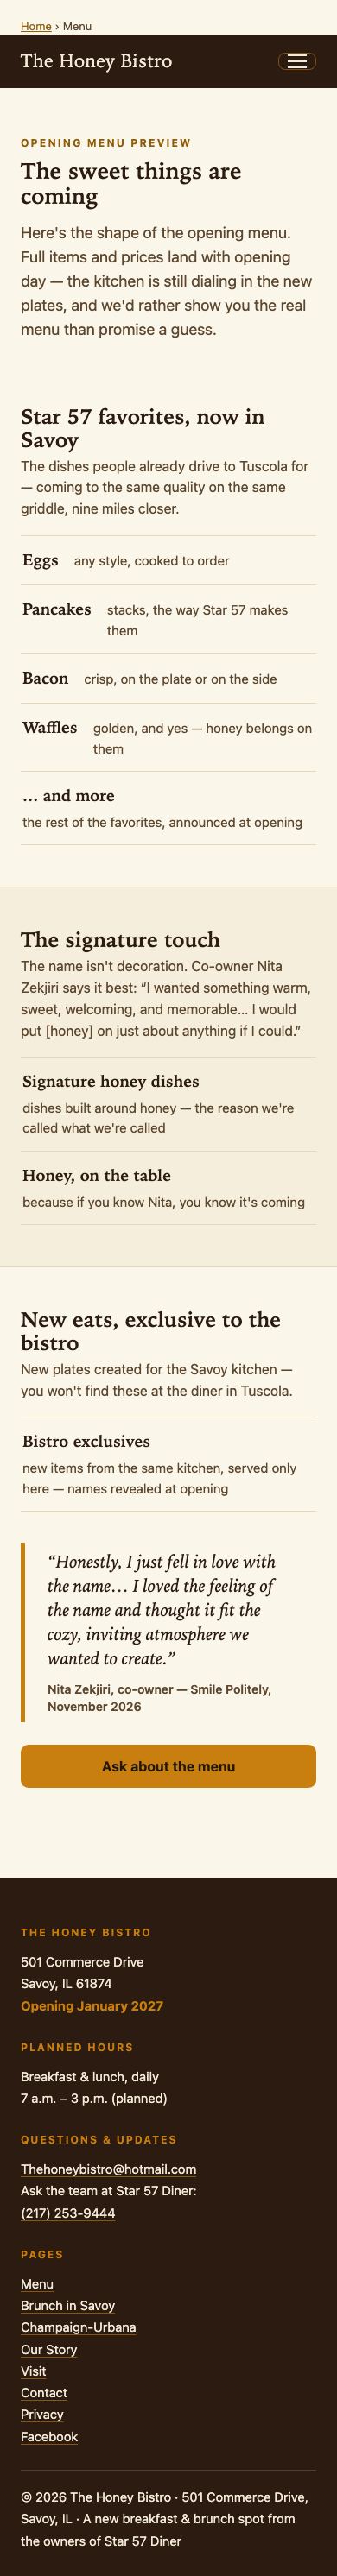 Home › Menu
The Honey Bistro
OPENING MENU PREVIEW
The sweet things are
coming
Here's the shape of the opening menu.
Full items and prices land with opening
day — the kitchen is still dialing in the new
plates, and we'd rather show you the real
menu than promise a guess.
Star 57 favorites, now in
Savoy
The dishes people already drive to Tuscola for
— coming to the same quality on the same
griddle, nine miles closer.
Eggs any style, cooked to order
Pancakes stacks, the way Star 57 makes
them
Bacon crisp, on the plate or on the side
Waffles golden, and yes — honey belongs on
them
… and more
the rest of the favorites, announced at opening
The signature touch
The name isn't decoration. Co-owner Nita
Zekjiri says it best: “I wanted something warm,
sweet, welcoming, and memorable… I would
put [honey] on just about anything if I could.”
Signature honey dishes
dishes built around honey — the reason we're
called what we're called
Honey, on the table
because if you know Nita, you know it's coming
New eats, exclusive to the
bistro
New plates created for the Savoy kitchen —
you won't find these at the diner in Tuscola.
Bistro exclusives
new items from the same kitchen, served only
here — names revealed at opening
“Honestly, I just fell in love with
the name… I loved the feeling of
the name and thought it fit the
cozy, inviting atmosphere we
wanted to create.”
Nita Zekjiri, co-owner — Smile Politely,
November 2026
Ask about the menu
THE HONEY BISTRO
501 Commerce Drive
Savoy, IL 61874
Opening January 2027
PLANNED HOURS
Breakfast & lunch, daily
7 a.m. – 3 p.m. (planned)
QUESTIONS & UPDATES
Thehoneybistro@hotmail.com
Ask the team at Star 57 Diner:
(217) 253-9444
PAGES
Menu
Brunch in Savoy
Champaign-Urbana
Our Story
Visit
Contact
Privacy
Facebook
© 2026 The Honey Bistro · 501 Commerce Drive,
Savoy, IL · A new breakfast & brunch spot from
the owners of Star 57 Diner